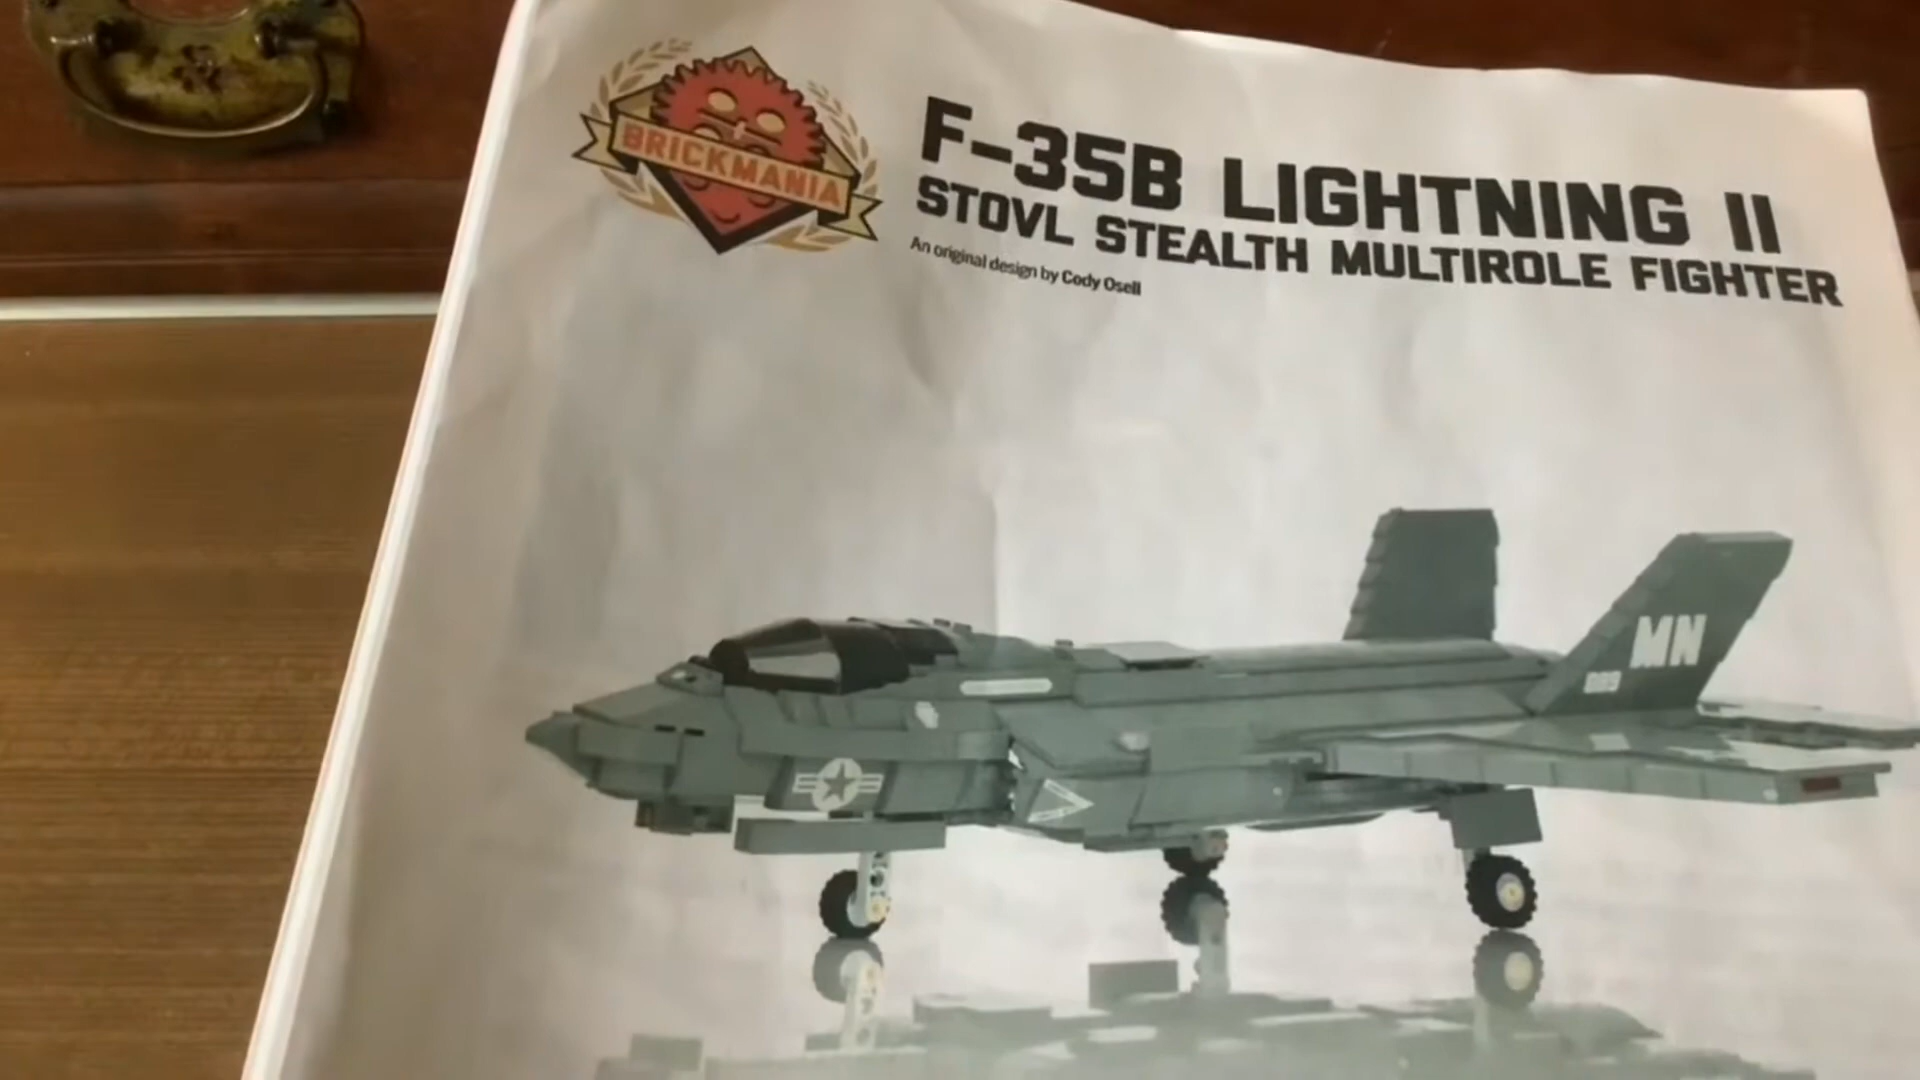 BRICKMANIA
F-35B LIGHTNING II
STOVL STEALTH MULTIROLE FIGHTER
An original design by Cody Osell
MN